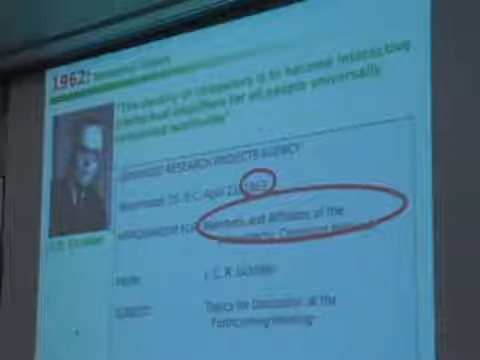 1962:
"The destiny of computers is to become interactive
intellectual amplifiers for all people universally
networked worldwide"
ADVANCED RESEARCH PROJECTS AGENCY
Washington 25, D.C. April 23, 1963
MEMORANDUM FOR: Members and Affiliates of the
Computer
FROM: J. C. R. Licklider
SUBJECT: Topics for Discussion at the
Forthcoming Meeting